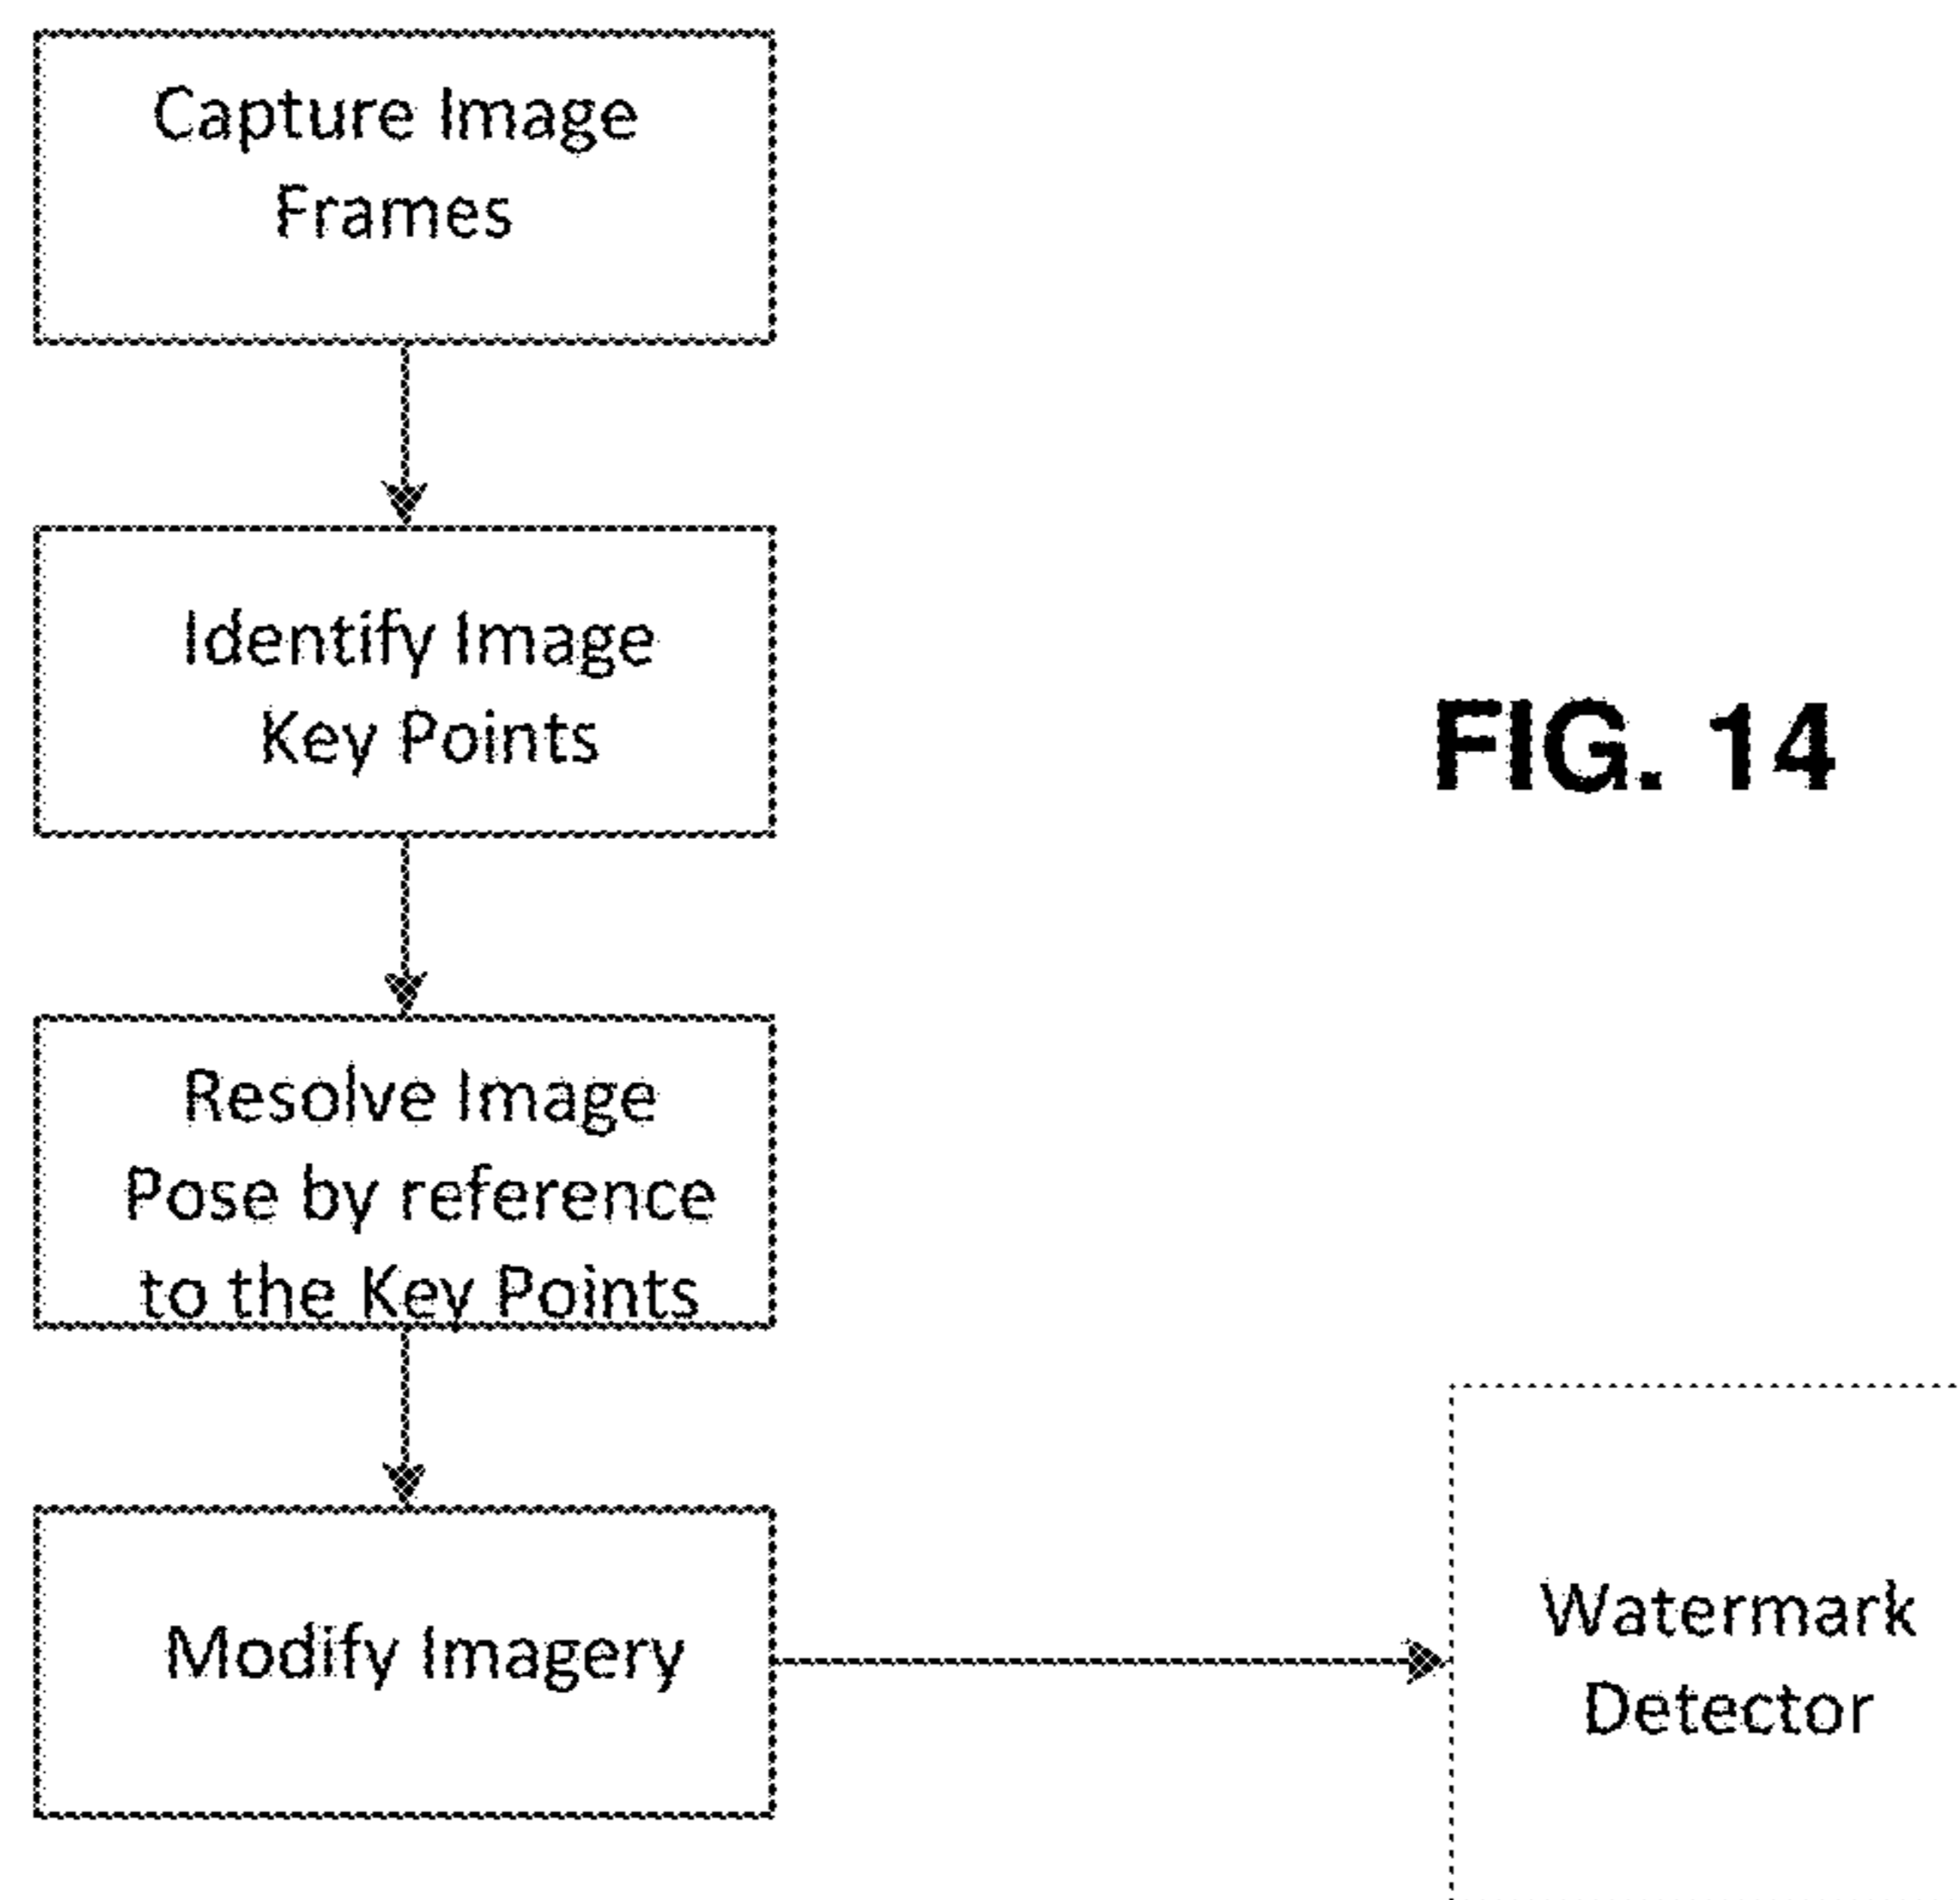 Capture Image
Frames
Identify Image
Key Points
FIG. 14
Resolve Image
Pose by reference
to the Key Points
Modify Imagery
Watermark
Detector